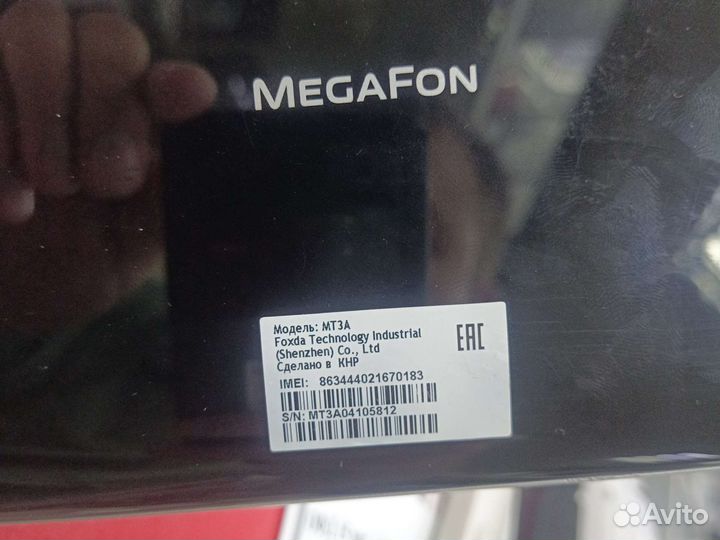 MEGAFON
Модель: MT3A
Foxda Technology Industrial
(Shenzhen) Co., Ltd
Сделано в КНР
EAC
IMEI: 863444021670183
S/N: MT3A04105812
Avito